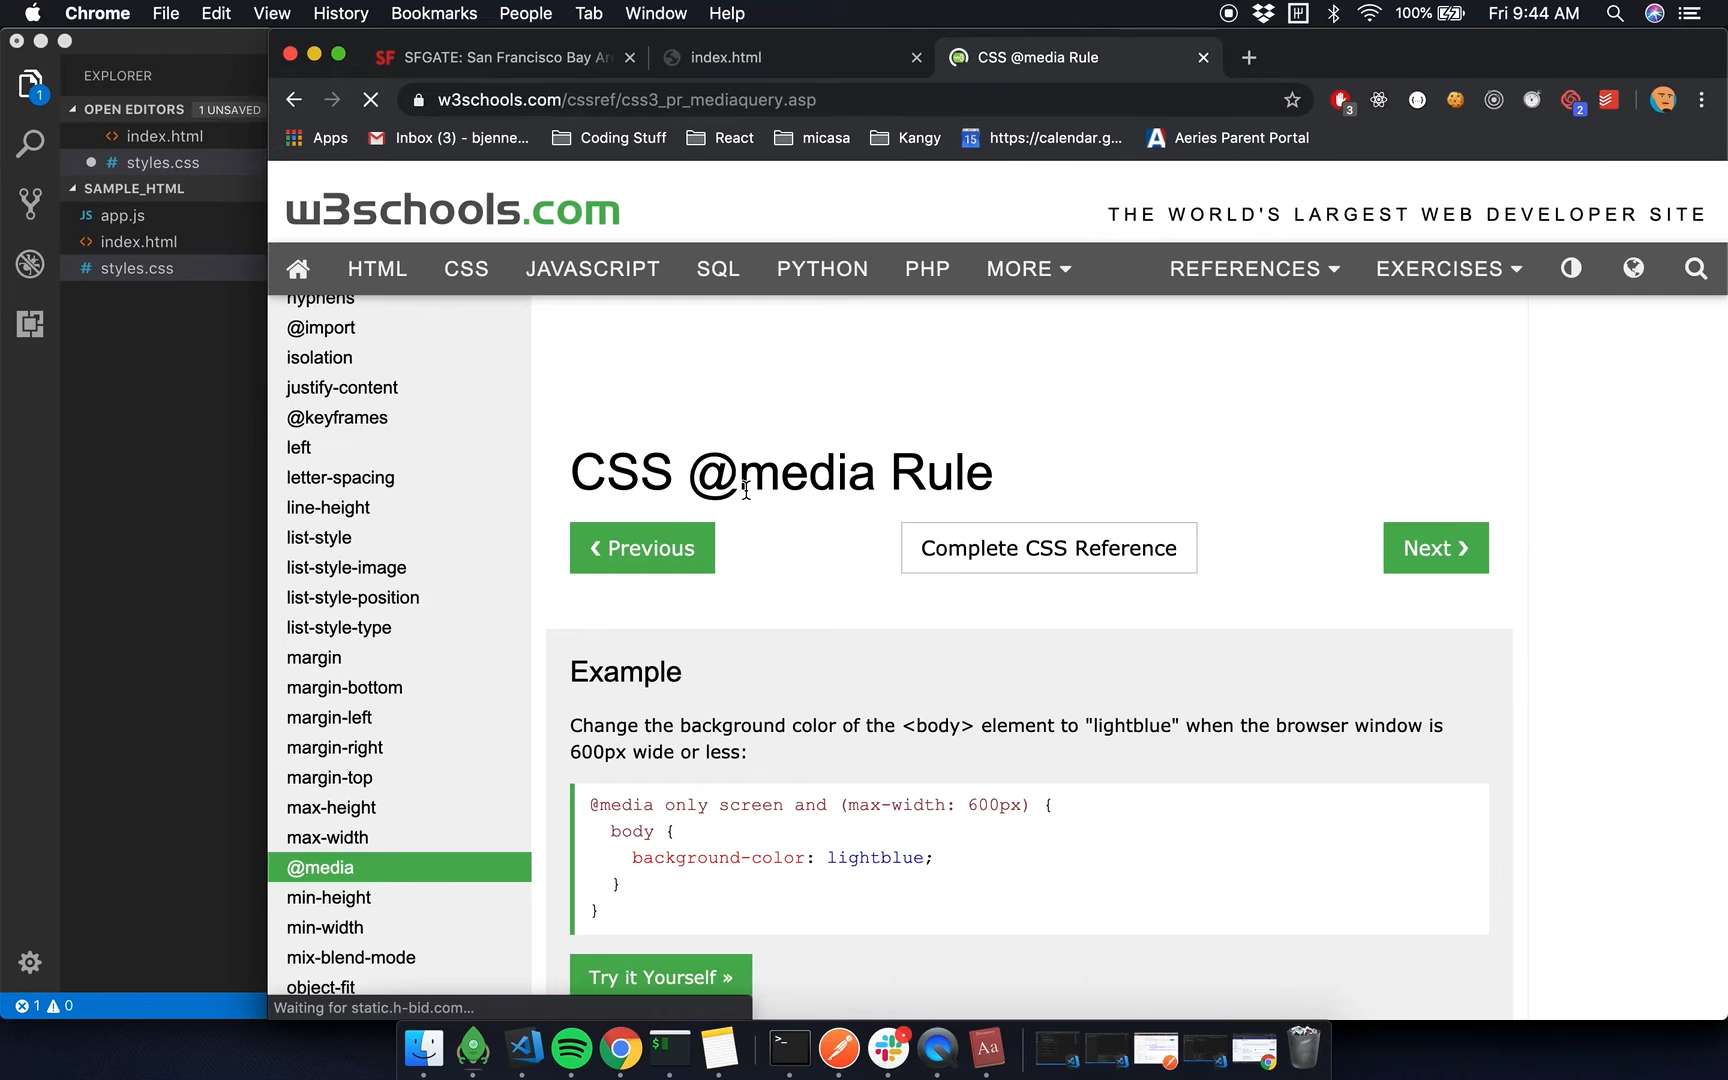 Chrome File Edit View History Bookmarks People Tab Window Help 100% Fri 9:44 AM
EXPLORER
OPEN EDITORS 1 UNSAVED
index.html
styles.css
SAMPLE_HTML
JS app.js
index.html
# styles.css
1
1 0
SF SFGATE: San Francisco Bay Are
index.html
CSS @media Rule
w3schools.com/cssref/css3_pr_mediaquery.asp
3
2
Apps Inbox (3) - bjenne... Coding Stuff React micasa Kangy 15 https://calendar.g... Aeries Parent Portal
w3schools.com
THE WORLD'S LARGEST WEB DEVELOPER SITE
HTML CSS JAVASCRIPT SQL PYTHON PHP MORE REFERENCES EXERCISES
hyphens
@import
isolation
justify-content
@keyframes
left
letter-spacing
line-height
list-style
list-style-image
list-style-position
list-style-type
margin
margin-bottom
margin-left
margin-right
margin-top
max-height
max-width
@media
min-height
min-width
mix-blend-mode
object-fit
CSS @media Rule
❮ Previous
Complete CSS Reference
Next ❯
Example
Change the background color of the <body> element to "lightblue" when the browser window is
600px wide or less:
@media only screen and (max-width: 600px) {
body {
background-color: lightblue;
}
}
Try it Yourself »
Waiting for static.h-bid.com...
$
>_
Aa